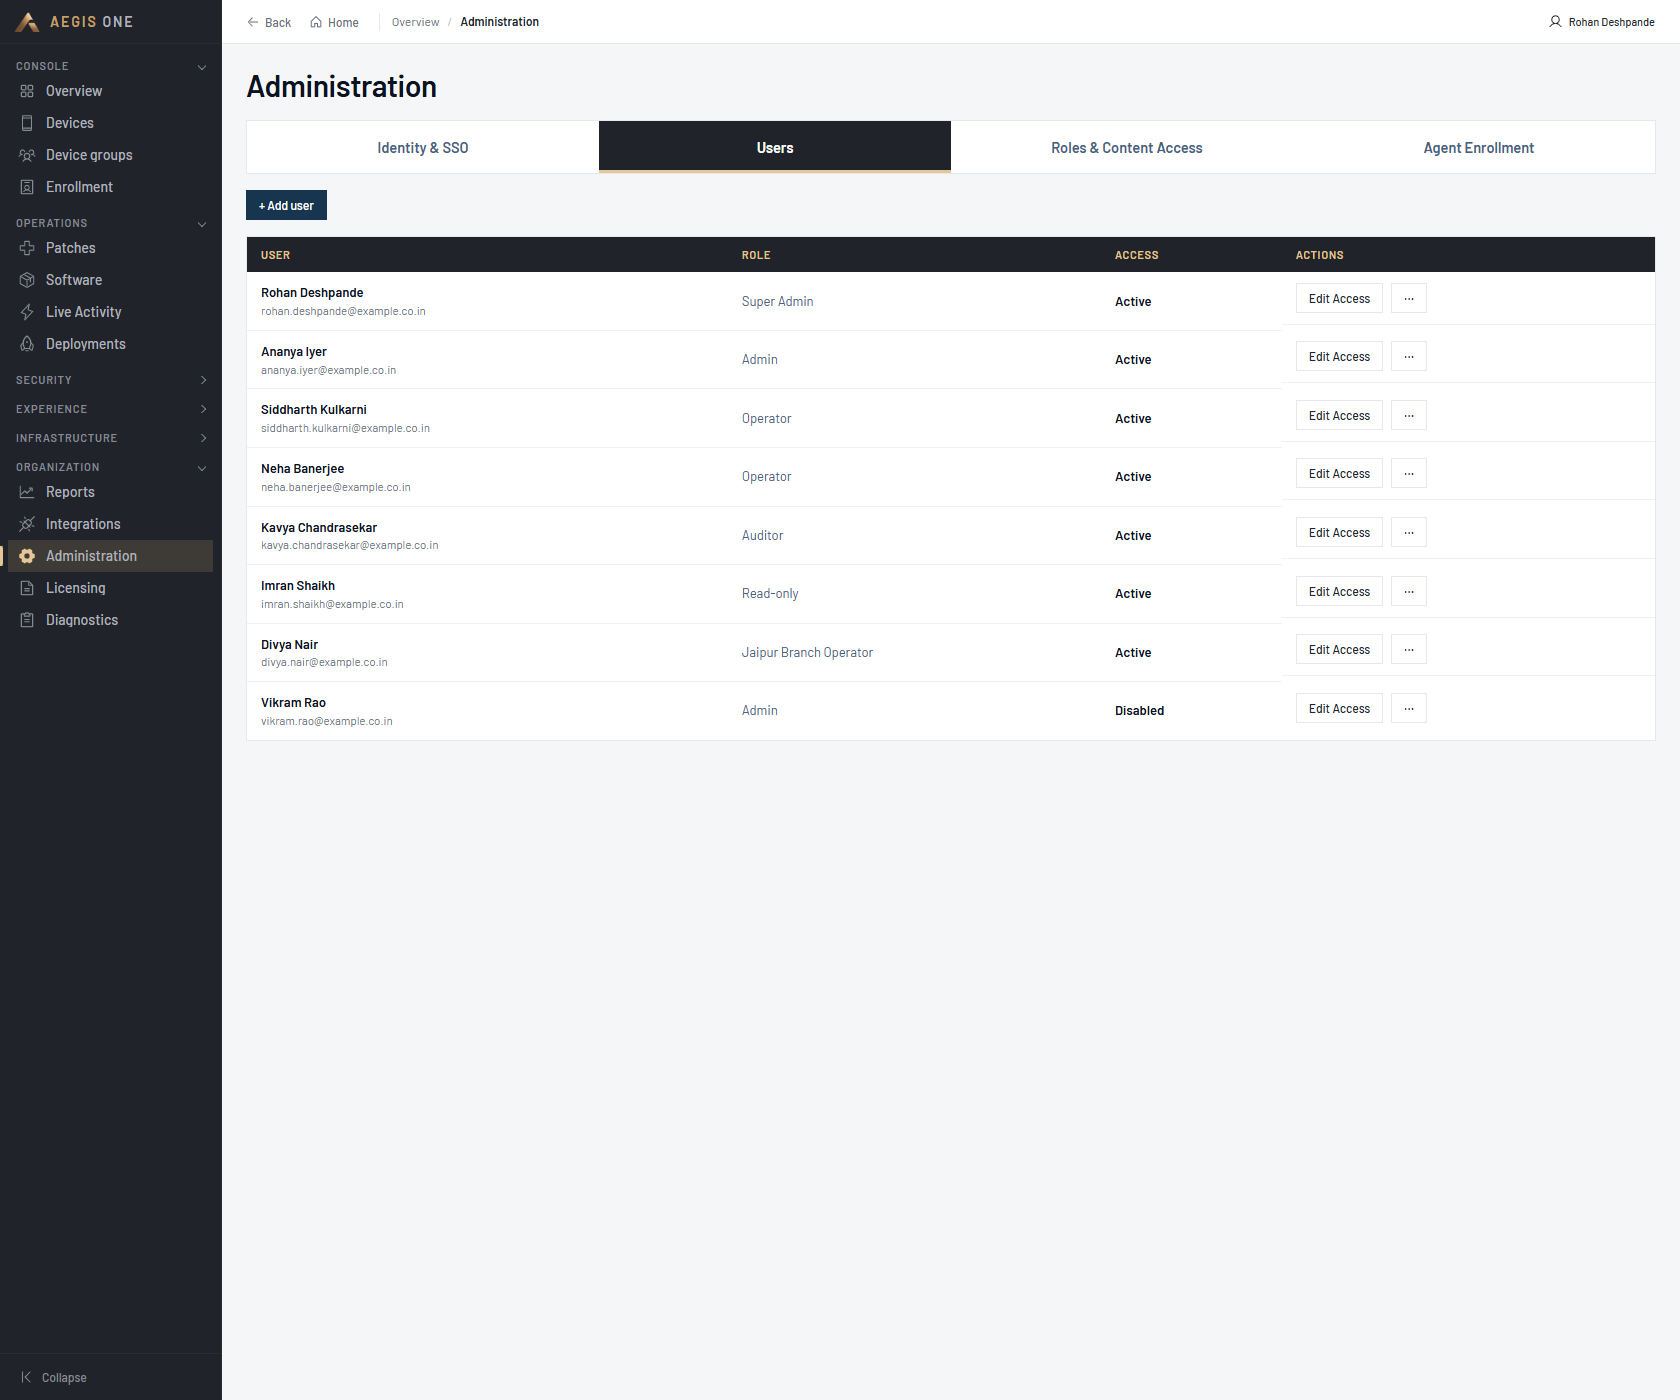 AEGIS ONE
CONSOLE
Overview
Devices
Device groups
Enrollment
OPERATIONS
Patches
Software
Live Activity
Deployments
SECURITY
EXPERIENCE
INFRASTRUCTURE
ORGANIZATION
Reports
Integrations
Administration
Licensing
Diagnostics
Collapse
Back Home Overview / Administration Rohan Deshpande
Administration
Identity & SSO Users Roles & Content Access Agent Enrollment
+ Add user
USER ROLE ACCESS ACTIONS
Rohan Deshpande
rohan.deshpande@example.co.in
Super Admin Active Edit Access ...
Ananya Iyer
ananya.iyer@example.co.in
Admin Active Edit Access ...
Siddharth Kulkarni
siddharth.kulkarni@example.co.in
Operator Active Edit Access ...
Neha Banerjee
neha.banerjee@example.co.in
Operator Active Edit Access ...
Kavya Chandrasekar
kavya.chandrasekar@example.co.in
Auditor Active Edit Access ...
Imran Shaikh
imran.shaikh@example.co.in
Read-only Active Edit Access ...
Divya Nair
divya.nair@example.co.in
Jaipur Branch Operator Active Edit Access ...
Vikram Rao
vikram.rao@example.co.in
Admin Disabled Edit Access ...